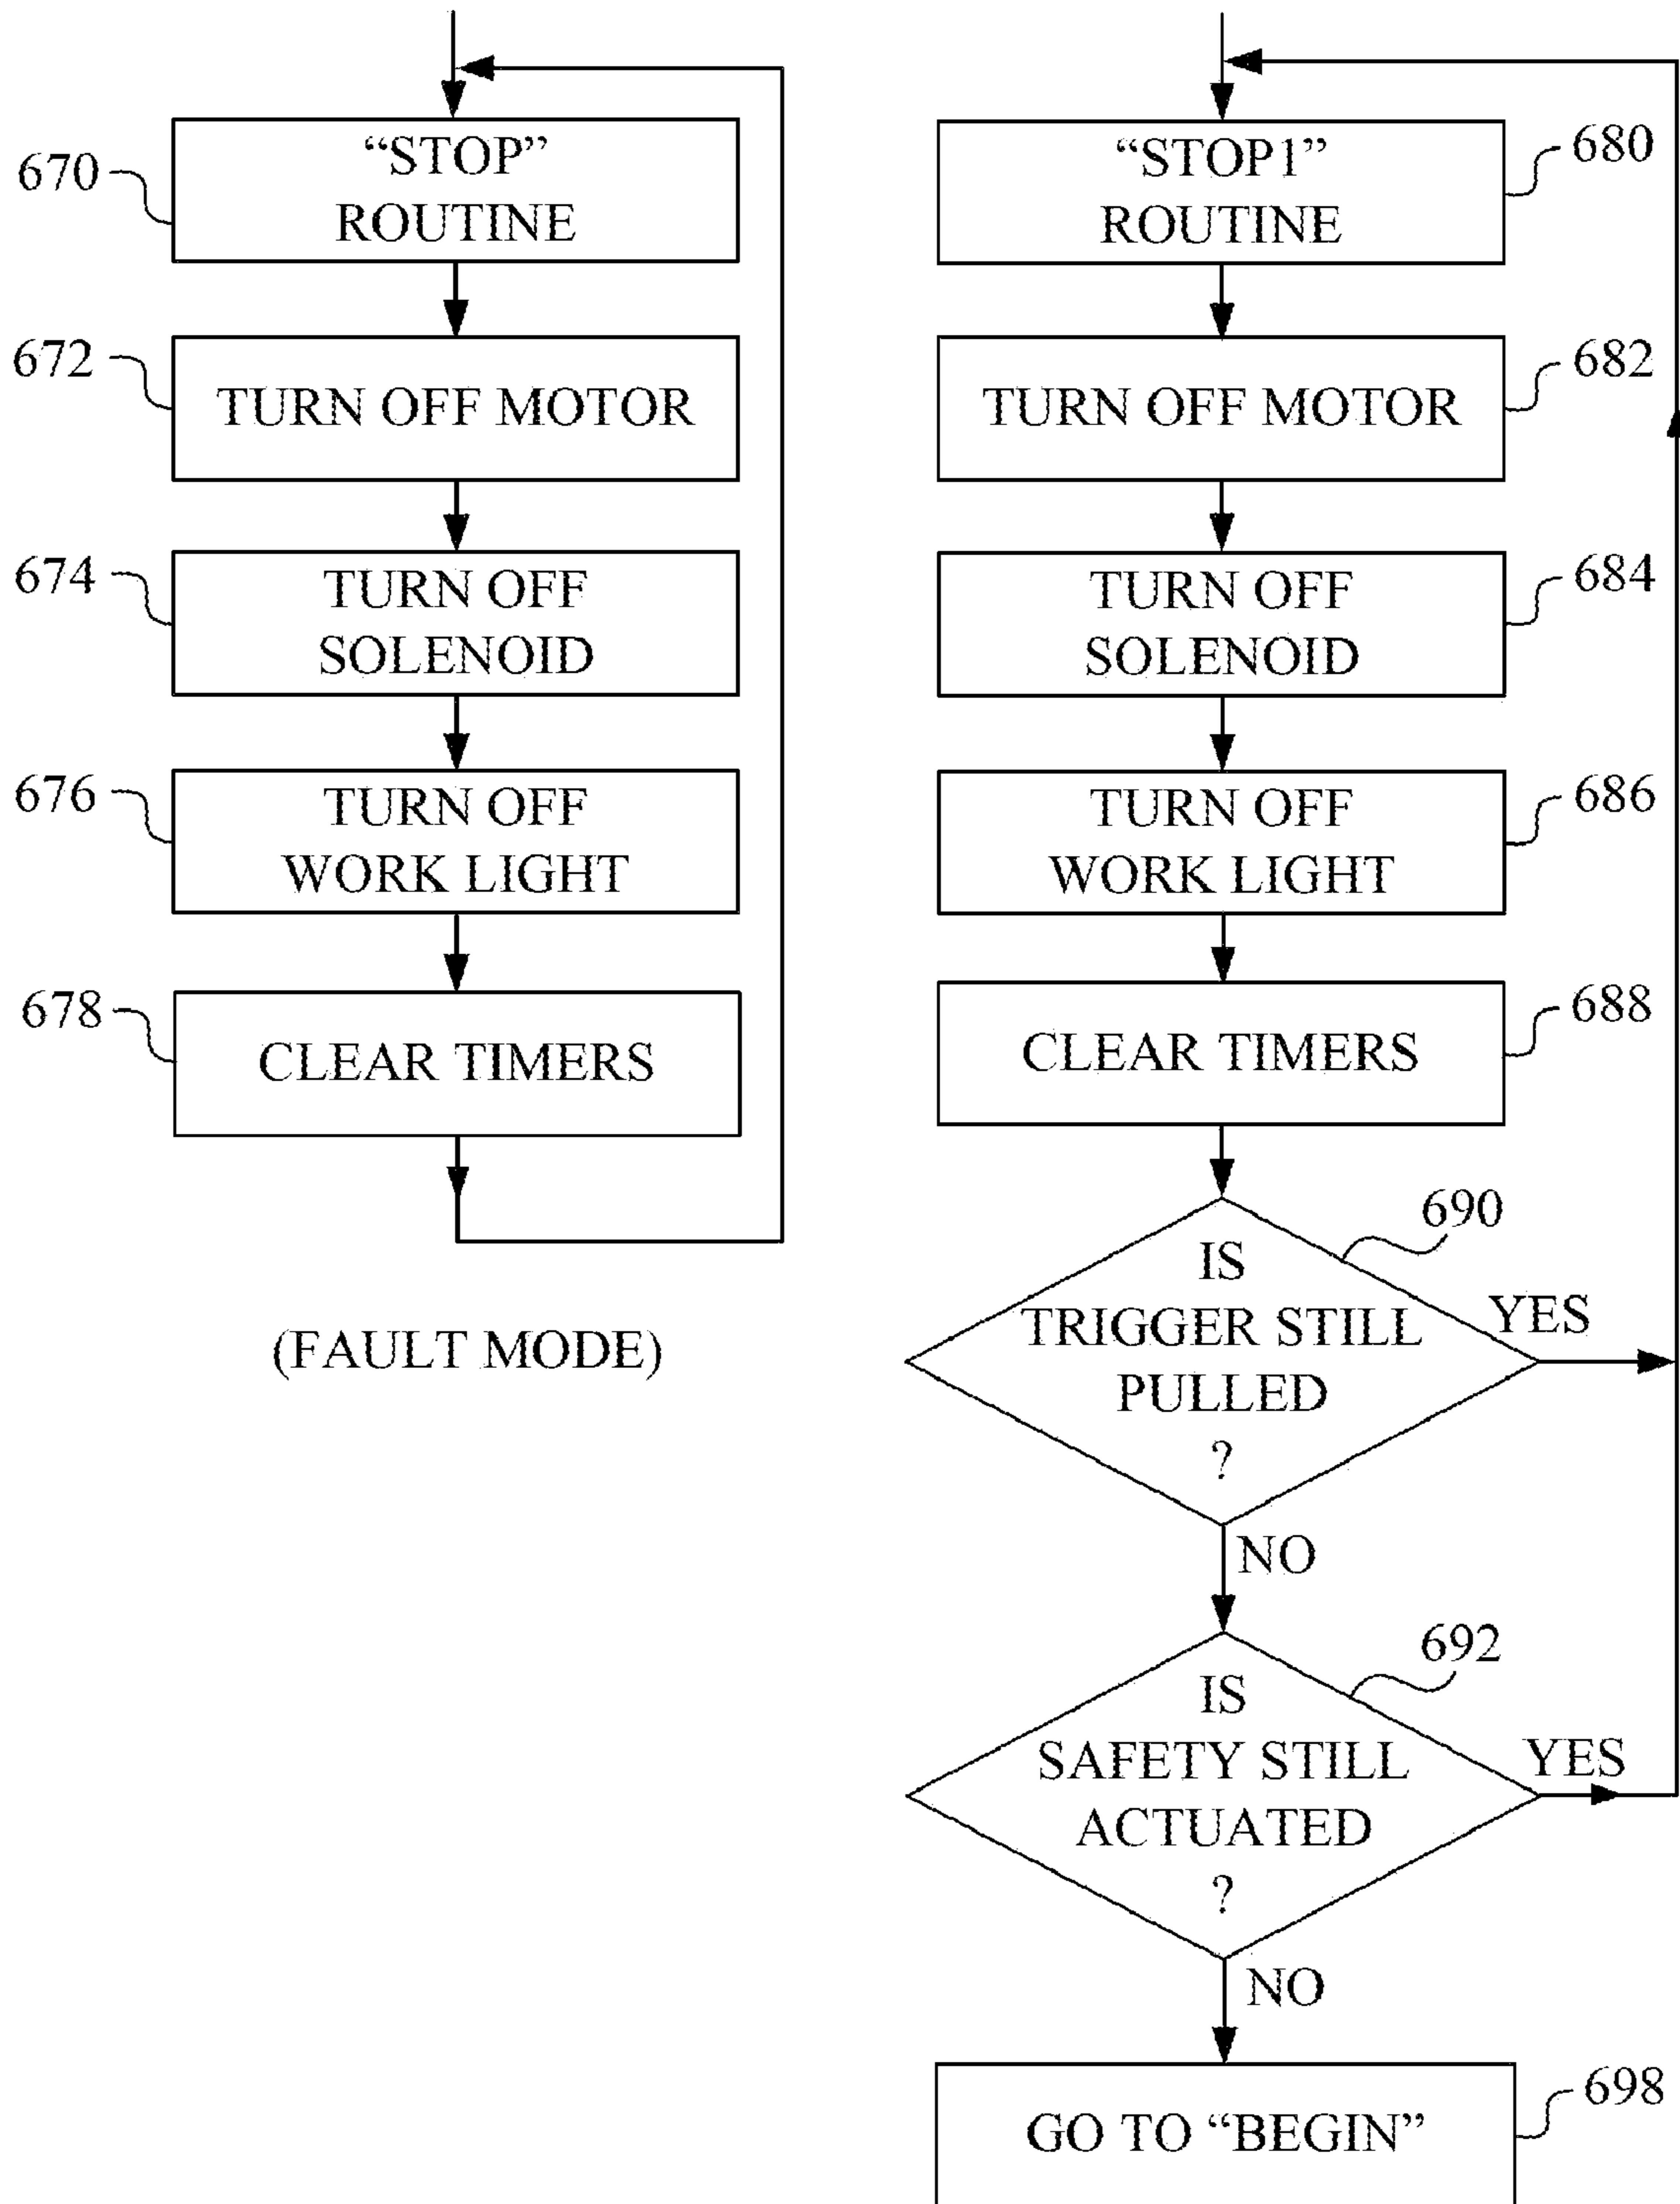 670
“STOP”
ROUTINE
672
TURN OFF MOTOR
674
TURN OFF
SOLENOID
676
TURN OFF
WORK LIGHT
678
CLEAR TIMERS
(FAULT MODE)
“STOP1”
ROUTINE
680
TURN OFF MOTOR
682
TURN OFF
SOLENOID
684
TURN OFF
WORK LIGHT
686
CLEAR TIMERS
688
690
IS
TRIGGER STILL
PULLED
?
YES
NO
692
IS
SAFETY STILL
ACTUATED
?
YES
NO
GO TO “BEGIN”
698